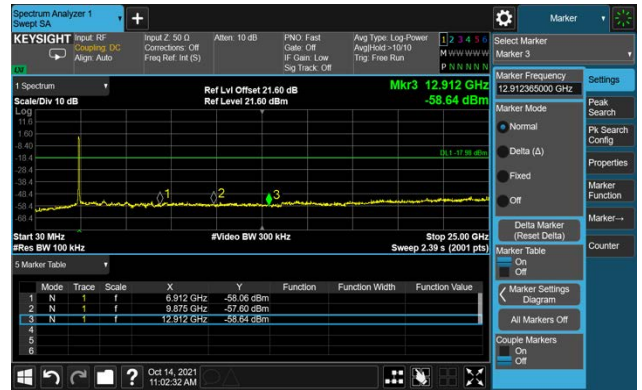 Spectrum Analyzer 1
Swept SA
+
Marker
KEYSIGHT
Input: RF
Coupling: DC
Align: Auto
Input Z: 50 Ω
Corrections: Off
Freq Ref: Int (S)
Atten: 10 dB
PNO: Fast
Gate: Off
IF Gain: Low
Sig Track: Off
Avg Type: Log-Power
Avg|Hold:>10/10
Trig: Free Run
1 2 3 4 5 6
M W W W W W
P N N N N N
Select Marker
Marker 3
1 Spectrum
Scale/Div 10 dB
Log
Ref Lvl Offset 21.60 dB
Ref Level 21.60 dBm
Mkr3 12.912 GHz
-58.64 dBm
11.6
1.60
-8.40
-18.4
-28.4
-38.4
-48.4
-58.4
-68.4
DL1 -17.98 dBm
1
2
3
Start 30 MHz
#Res BW 100 kHz
#Video BW 300 kHz
Stop 25.00 GHz
Sweep 2.39 s (2001 pts)
5 Marker Table
Mode Trace Scale X Y Function Function Width Function Value
1 N 1 f 6.912 GHz -58.06 dBm
2 N 1 f 9.875 GHz -57.60 dBm
3 N 1 f 12.912 GHz -58.64 dBm
4
5
6
Marker Frequency
12.912365000 GHz
Marker Mode
Normal
Delta (Δ)
Fixed
Off
Delta Marker
(Reset Delta)
Marker Table
On
Off
Marker Settings
Diagram
All Markers Off
Couple Markers
On
Off
Settings
Peak
Search
Pk Search
Config
Properties
Marker
Function
Marker→
Counter
?
Oct 14, 2021
11:02:32 AM